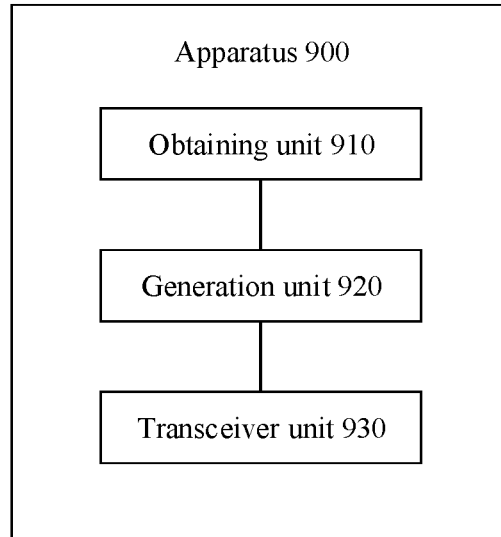 Apparatus 900
Obtaining unit 910
Generation unit 920
Transceiver unit 930